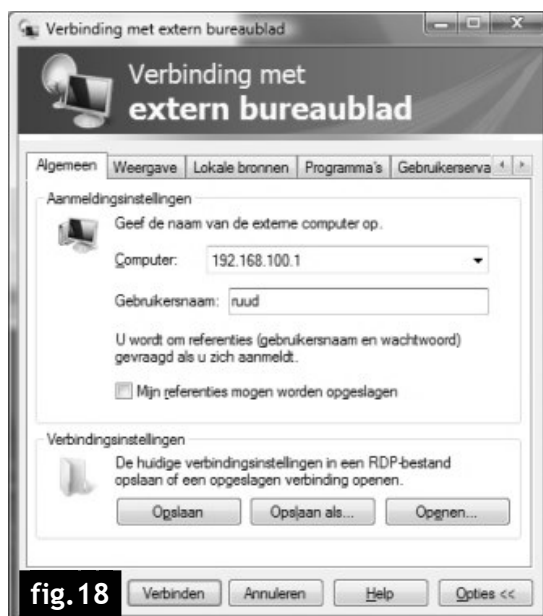 Verbinding met extern bureaublad
Verbinding met
extern bureaublad
Algemeen Weergave Lokale bronnen Programma's Gebruikerserva
Aanmeldingsinstellingen
Geef de naam van de externe computer op.
Computer: 192.168.100.1
Gebruikersnaam: ruud
U wordt om referenties (gebruikersnaam en wachtwoord)
gevraagd als u zich aanmeldt.
Mijn referenties mogen worden opgeslagen
Verbindingsinstellingen
De huidige verbindingsinstellingen in een RDP-bestand
opslaan of een opgeslagen verbinding openen.
Opslaan Opslaan als... Openen...
fig.18 Verbinden Annuleren Help Opties <<